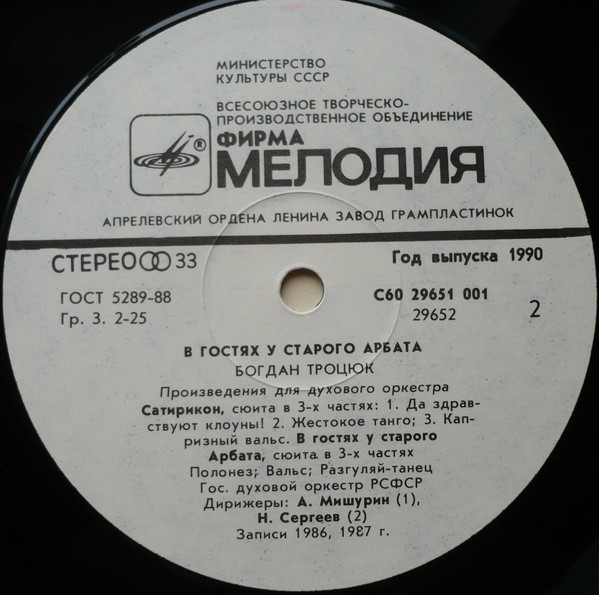 МИНИСТЕРСТВО
КУЛЬТУРЫ СССР
ВСЕСОЮЗНОЕ ТВОРЧЕСКО-
ПРОИЗВОДСТВЕННОЕ ОБЪЕДИНЕНИЕ
ФИРМА
®
МЕЛОДИЯ
АПРЕЛЕВСКИЙ ОРДЕНА ЛЕНИНА ЗАВОД ГРАМПЛАСТИНОК
СТЕРЕО 33
Год выпуска 1990
ГОСТ 5289-88
С60 29651 001
Гр. 3. 2-25
29652
2
В ГОСТЯХ У СТАРОГО АРБАТА
БОГДАН ТРОЦЮК
Произведения для духового оркестра
Сатирикон, сюита в 3-х частях: 1. Да здрав-
ствуют клоуны! 2. Жестокое танго; 3. Кап-
ризный вальс. В гостях у старого
Арбата, сюита в 3-х частях
Полонез; Вальс; Разгуляй-танец
Гос. духовой оркестр РСФСР
Дирижеры: А. Мишурин (1),
Н. Сергеев (2)
Записи 1986, 1987 г.